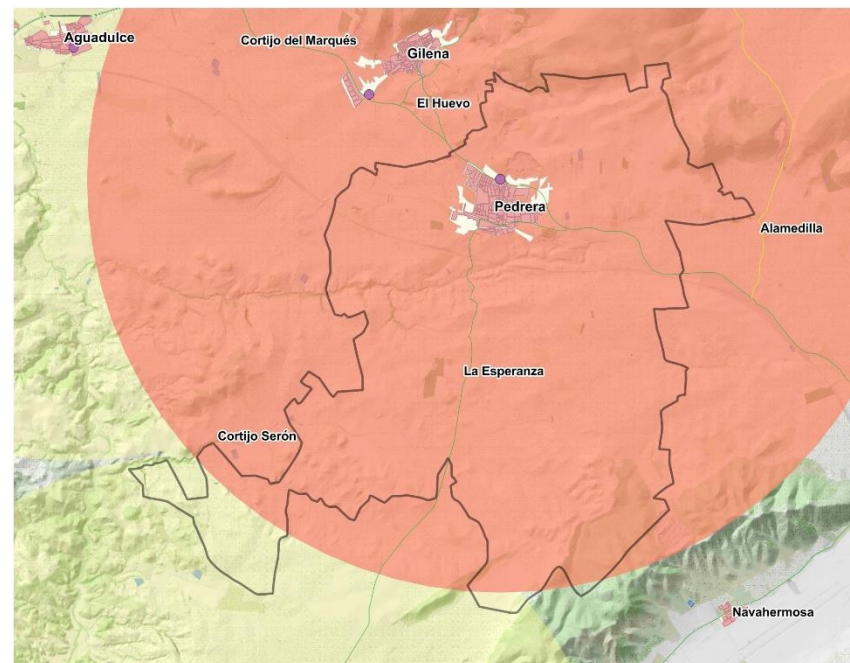 Aguadulce
Cortijo del Marqués
Gilena
El Huevo
Pedrera
Alamedilla
La Esperanza
Cortijo Serón
Navahermosa